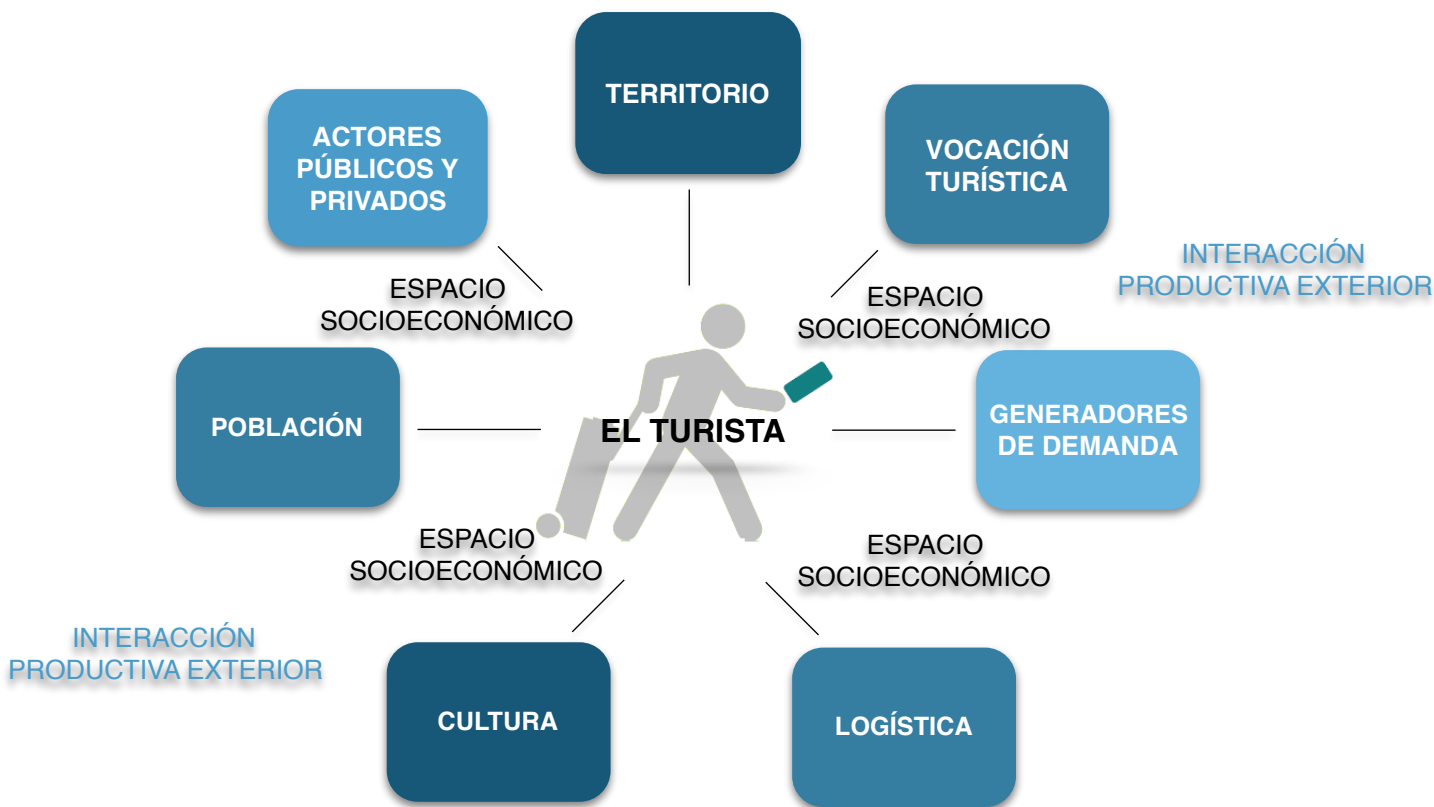 TERRITORIO
ACTORES
PÚBLICOS Y
PRIVADOS
VOCACIÓN
TURÍSTICA
INTERACCIÓN
PRODUCTIVA EXTERIOR
ESPACIO
SOCIOECONÓMICO
ESPACIO
SOCIOECONÓMICO
POBLACIÓN
EL TURISTA
GENERADORES
DE DEMANDA
ESPACIO
SOCIOECONÓMICO
ESPACIO
SOCIOECONÓMICO
INTERACCIÓN
PRODUCTIVA EXTERIOR
CULTURA
LOGÍSTICA